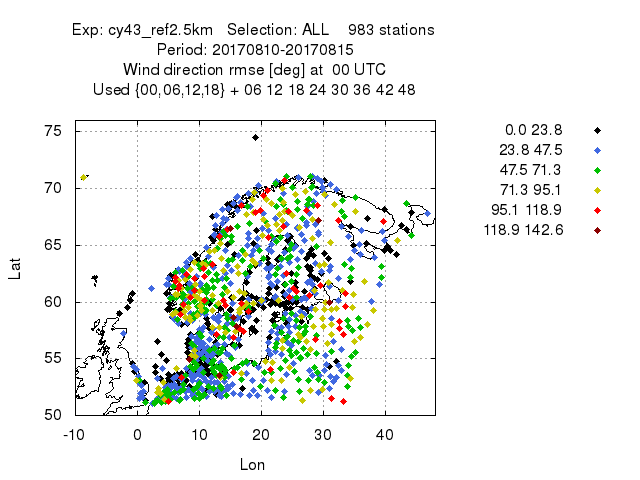 Exp: cy43_ref2.5km   Selection: ALL    983 stations
Period: 20170810-20170815
Wind direction rmse [deg] at  00 UTC
Used {00,06,12,18} + 06 12 18 24 30 36 42 48
0.0 23.8
23.8 47.5
47.5 71.3
71.3 95.1
95.1 118.9
118.9 142.6
75
70
65
60
55
50
Lat
-10 0 10 20 30 40
Lon